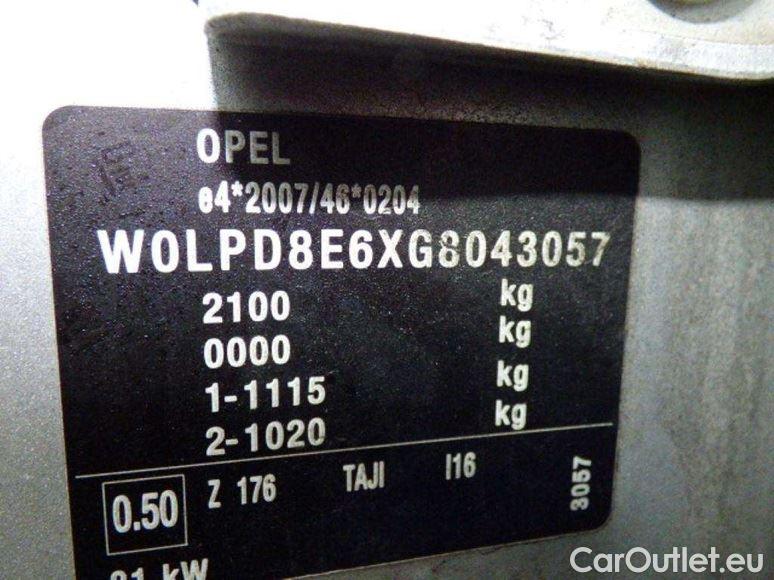 OPEL
e4*2007/46*0204
W0LPD8E6XG8043057
2100 kg
0000 kg
1-1115 kg
2-1020 kg
0.50 Z 176 TAJI I16 3057
kW
CarOutlet.eu